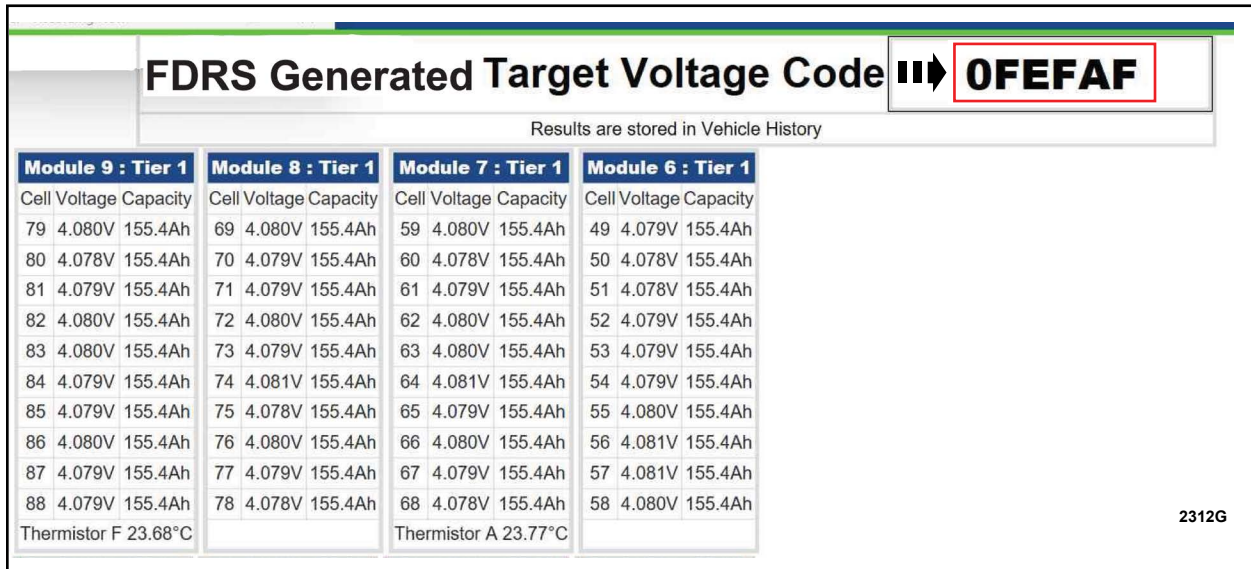 FDRS Generated Target Voltage Code 0FEFAF
Results are stored in Vehicle History
Module 9 : Tier 1 Module 8 : Tier 1 Module 7 : Tier 1 Module 6 : Tier 1
Cell Voltage Capacity Cell Voltage Capacity Cell Voltage Capacity Cell Voltage Capacity
79 4.080V 155.4Ah 69 4.080V 155.4Ah 59 4.080V 155.4Ah 49 4.079V 155.4Ah
80 4.078V 155.4Ah 70 4.079V 155.4Ah 60 4.078V 155.4Ah 50 4.078V 155.4Ah
81 4.079V 155.4Ah 71 4.079V 155.4Ah 61 4.079V 155.4Ah 51 4.078V 155.4Ah
82 4.080V 155.4Ah 72 4.080V 155.4Ah 62 4.080V 155.4Ah 52 4.079V 155.4Ah
83 4.080V 155.4Ah 73 4.079V 155.4Ah 63 4.080V 155.4Ah 53 4.079V 155.4Ah
84 4.079V 155.4Ah 74 4.081V 155.4Ah 64 4.081V 155.4Ah 54 4.079V 155.4Ah
85 4.079V 155.4Ah 75 4.078V 155.4Ah 65 4.079V 155.4Ah 55 4.080V 155.4Ah
86 4.080V 155.4Ah 76 4.080V 155.4Ah 66 4.080V 155.4Ah 56 4.081V 155.4Ah
87 4.079V 155.4Ah 77 4.079V 155.4Ah 67 4.079V 155.4Ah 57 4.081V 155.4Ah
88 4.079V 155.4Ah 78 4.078V 155.4Ah 68 4.078V 155.4Ah 58 4.080V 155.4Ah
Thermistor F 23.68°C Thermistor A 23.77°C
2312G